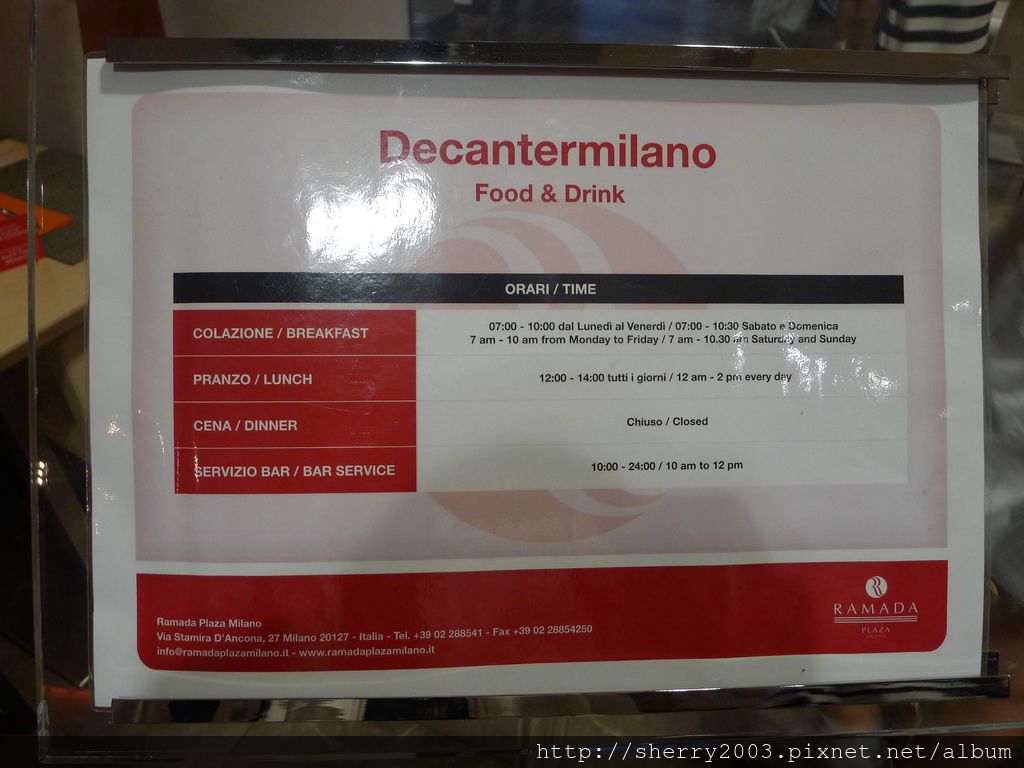 Decantermilano
Food & Drink
ORARI / TIME
COLAZIONE / BREAKFAST
07:00 - 10:00 dal Lunedì al Venerdì / 07:00 - 10:30 Sabato e Domenica
7 am - 10 am from Monday to Friday / 7 am - 10.30 am Saturday and Sunday
PRANZO / LUNCH
12:00 - 14:00 tutti i giorni / 12 am - 2 pm every day
CENA / DINNER
Chiuso / Closed
SERVIZIO BAR / BAR SERVICE
10:00 - 24:00 / 10 am to 12 pm
Ramada Plaza Milano
Via Stamira D'Ancona, 27 Milano 20127 - Italia - Tel. +39 02 288541 - Fax +39 02 28854250
info@ramadaplazamilano.it - www.ramadaplazamilano.it
RAMADA
PLAZA
MILANO
http://sherry2003.pixnet.net/album